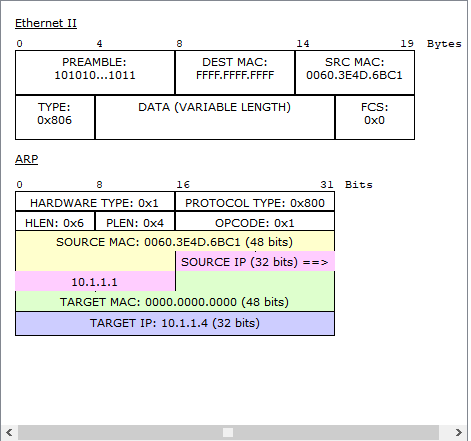 Ethernet II
0 4 8 14 19 Bytes
PREAMBLE: DEST MAC: SRC MAC:
101010...1011 FFFF.FFFF.FFFF 0060.3E4D.6BC1
TYPE: DATA (VARIABLE LENGTH) FCS:
0x806 0x0
ARP
0 8 16 31 Bits
HARDWARE TYPE: 0x1 PROTOCOL TYPE: 0x800
HLEN: 0x6 PLEN: 0x4 OPCODE: 0x1
SOURCE MAC: 0060.3E4D.6BC1 (48 bits)
SOURCE IP (32 bits) ==>
10.1.1.1
TARGET MAC: 0000.0000.0000 (48 bits)
TARGET IP: 10.1.1.4 (32 bits)